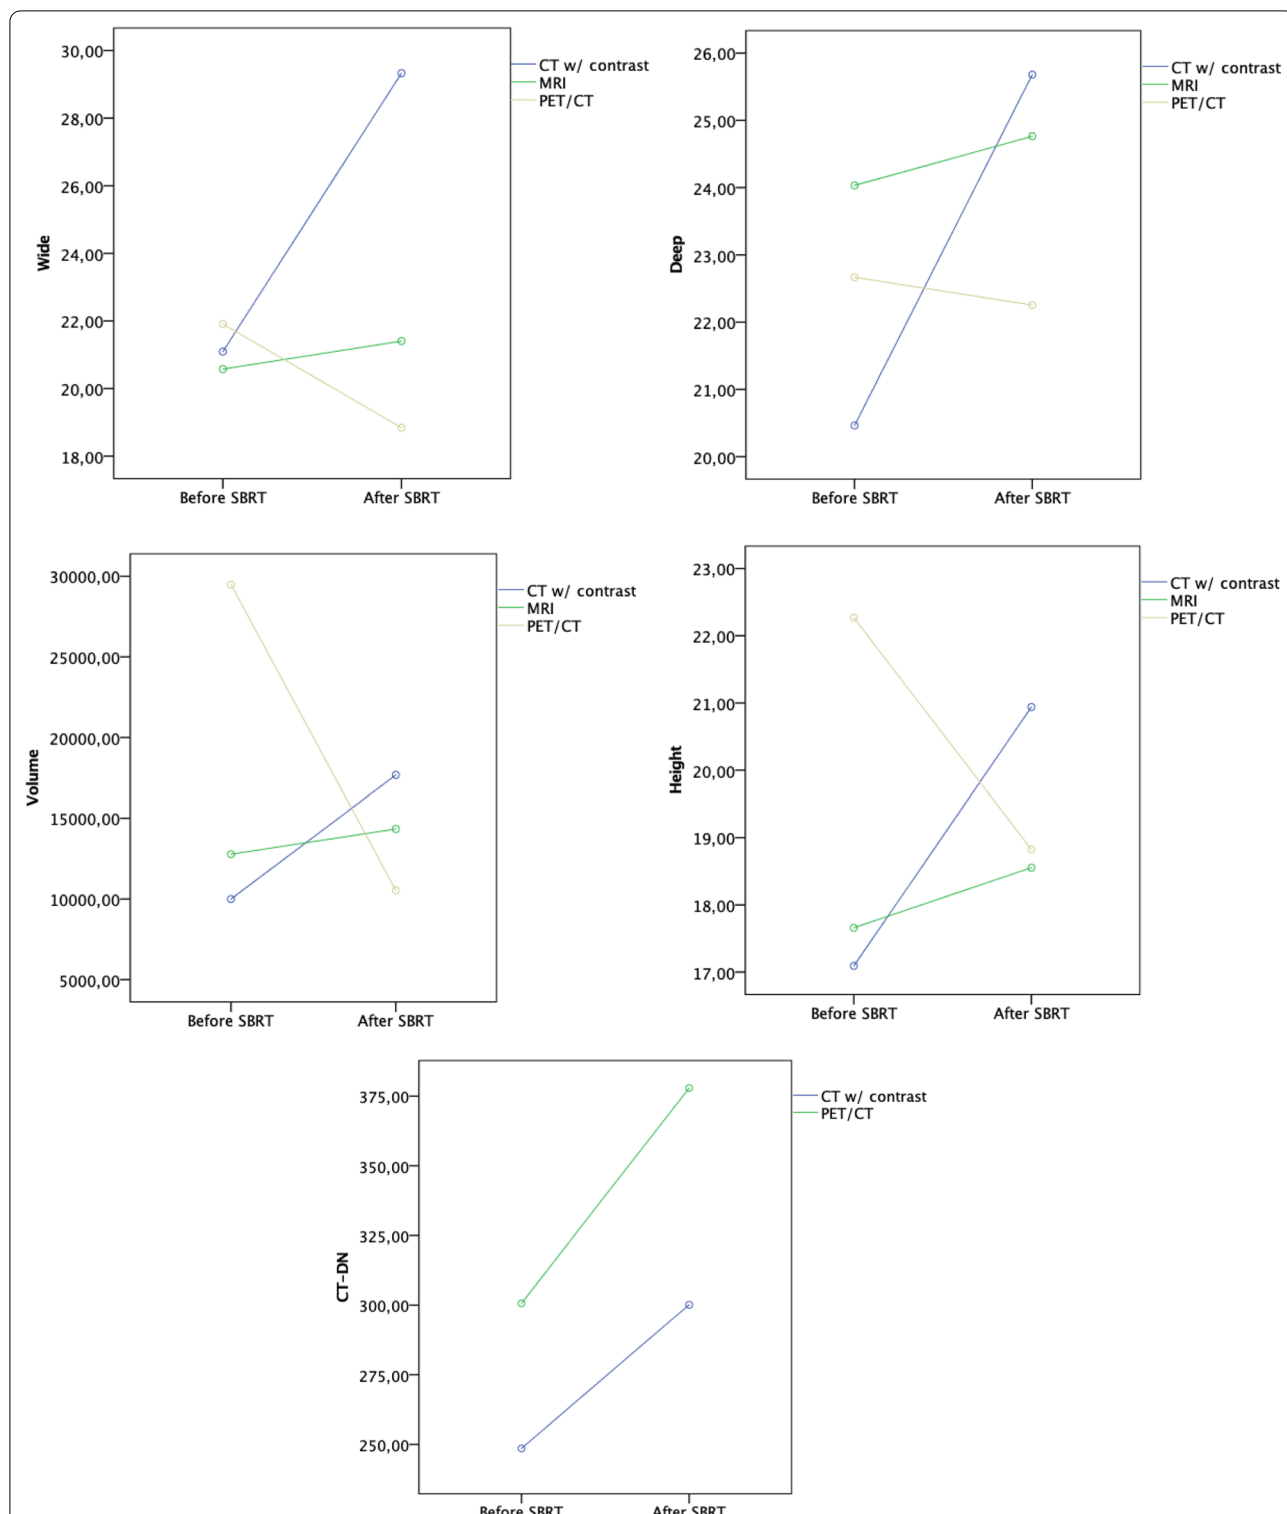 30,00
28,00
26,00
24,00
22,00
20,00
18,00
Wide
Before SBRT
After SBRT
CT w/ contrast
MRI
PET/CT
26,00
25,00
24,00
23,00
22,00
21,00
20,00
Deep
Before SBRT
After SBRT
CT w/ contrast
MRI
PET/CT
30000,00
25000,00
20000,00
15000,00
10000,00
5000,00
Volume
Before SBRT
After SBRT
CT w/ contrast
MRI
PET/CT
23,00
22,00
21,00
20,00
19,00
18,00
17,00
Height
Before SBRT
After SBRT
CT w/ contrast
MRI
PET/CT
375,00
350,00
325,00
300,00
275,00
250,00
CT-DN
Before SBRT
After SBRT
CT w/ contrast
PET/CT